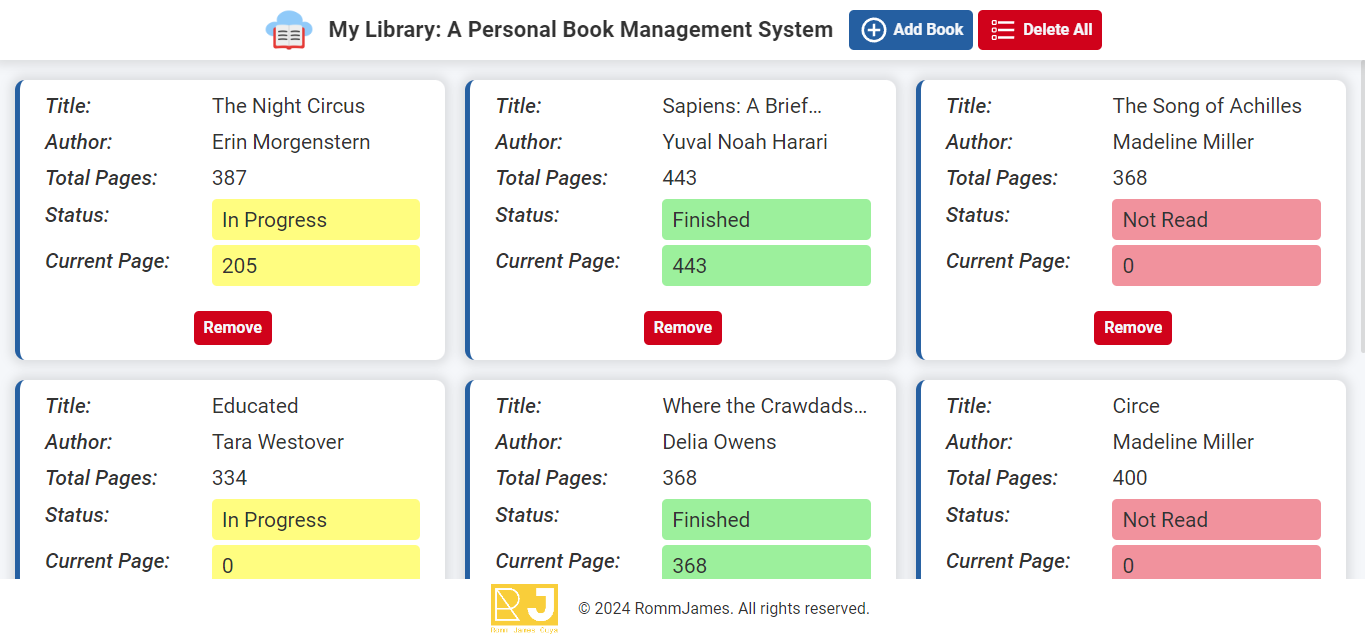 My Library: A Personal Book Management System
Add Book
Delete All
Title: The Night Circus
Author: Erin Morgenstern
Total Pages: 387
Status: In Progress
Current Page: 205
Remove
Title: Sapiens: A Brief...
Author: Yuval Noah Harari
Total Pages: 443
Status: Finished
Current Page: 443
Remove
Title: The Song of Achilles
Author: Madeline Miller
Total Pages: 368
Status: Not Read
Current Page: 0
Remove
Title: Educated
Author: Tara Westover
Total Pages: 334
Status: In Progress
Current Page: 0
Title: Where the Crawdads...
Author: Delia Owens
Total Pages: 368
Status: Finished
Current Page: 368
Title: Circe
Author: Madeline Miller
Total Pages: 400
Status: Not Read
Current Page: 0
RJ
Romm James Cuya
© 2024 RommJames. All rights reserved.